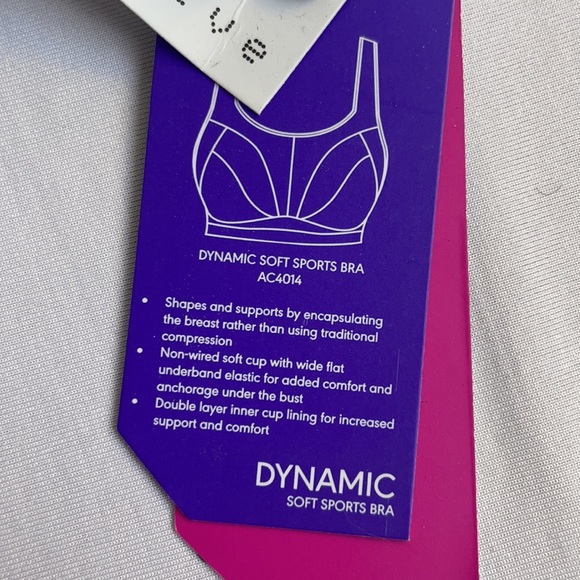 DYNAMIC SOFT SPORTS BRA
AC4014
• Shapes and supports by encapsulating
the breast rather than using traditional
compression
• Non-wired soft cup with wide flat
underband elastic for added comfort and
anchorage under the bust
• Double layer inner cup lining for increased
support and comfort
DYNAMIC
SOFT SPORTS BRA